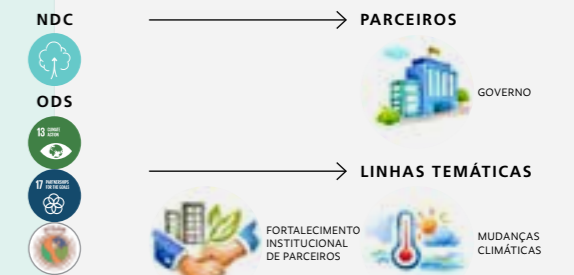 NDC
PARCEIROS
GOVERNO
ODS
13 CLIMATE
ACTION
17 PARTNERSHIPS
FOR THE GOALS
LINHAS TEMÁTICAS
FORTALECIMENTO
INSTITUCIONAL
DE PARCEIROS
MUDANÇAS
CLIMÁTICAS